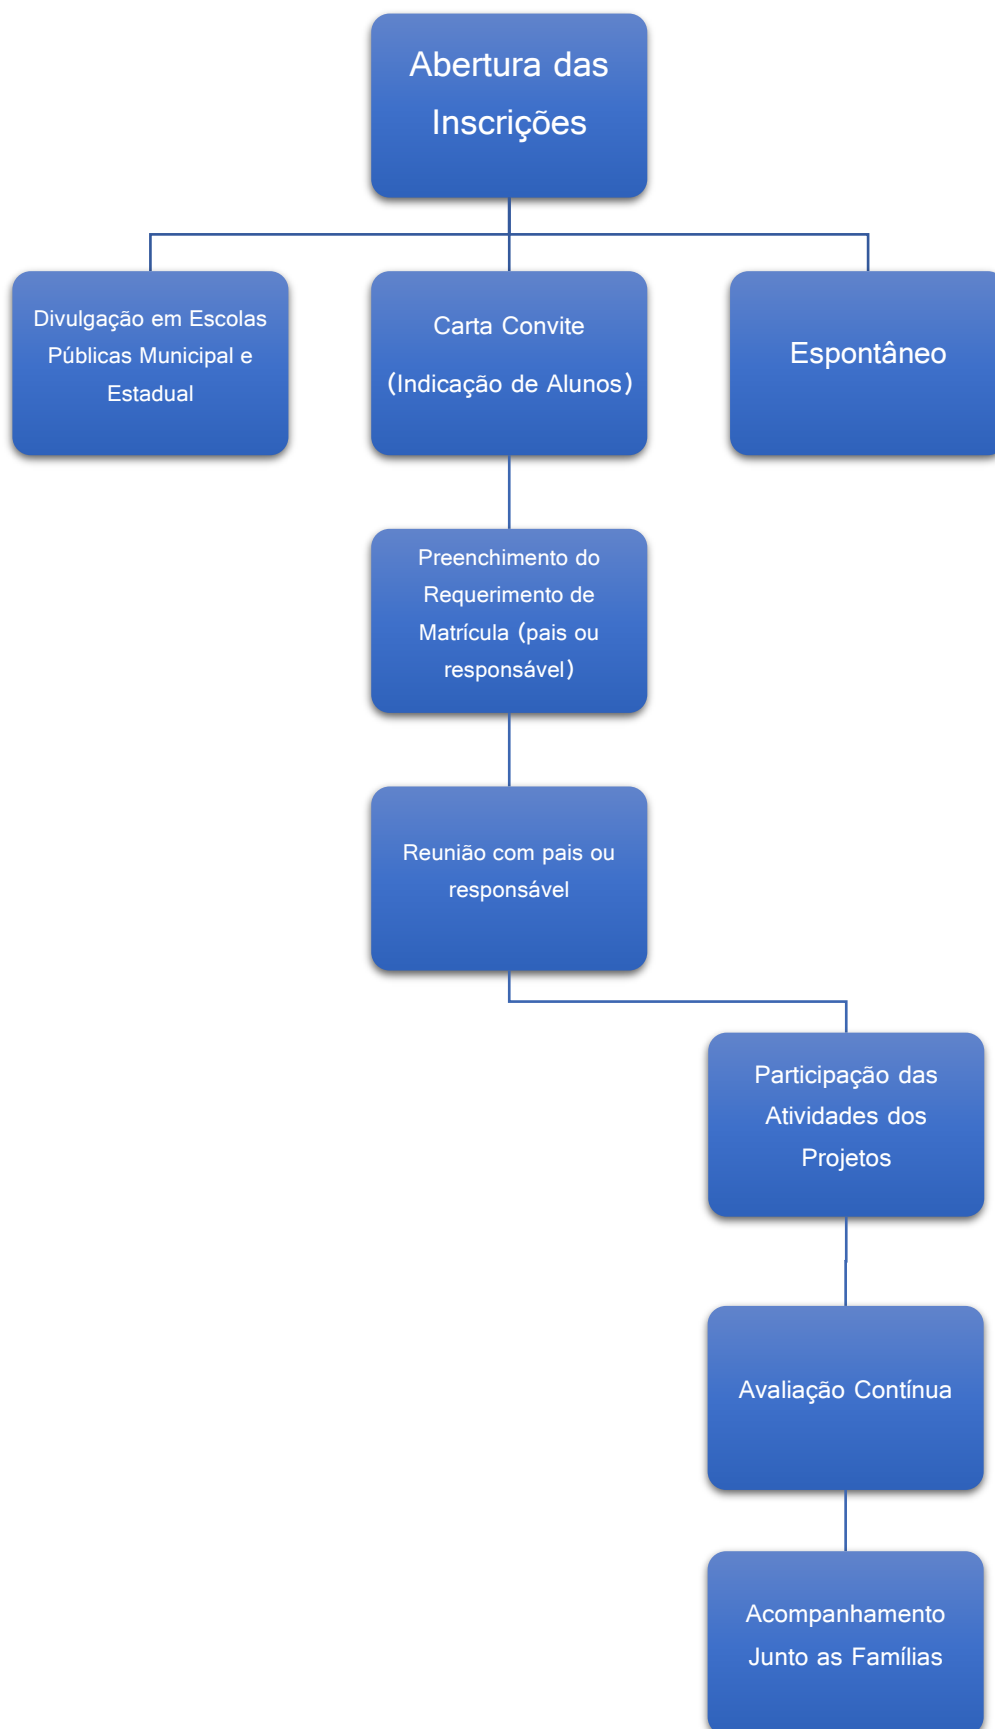 Abertura das
Inscrições
Divulgação em Escolas
Públicas Municipal e
Estadual
Carta Convite
(Indicação de Alunos)
Espontâneo
Preenchimento do
Requerimento de
Matrícula (pais ou
responsável)
Reunião com pais ou
responsável
Participação das
Atividades dos
Projetos
Avaliação Contínua
Acompanhamento
Junto as Famílias